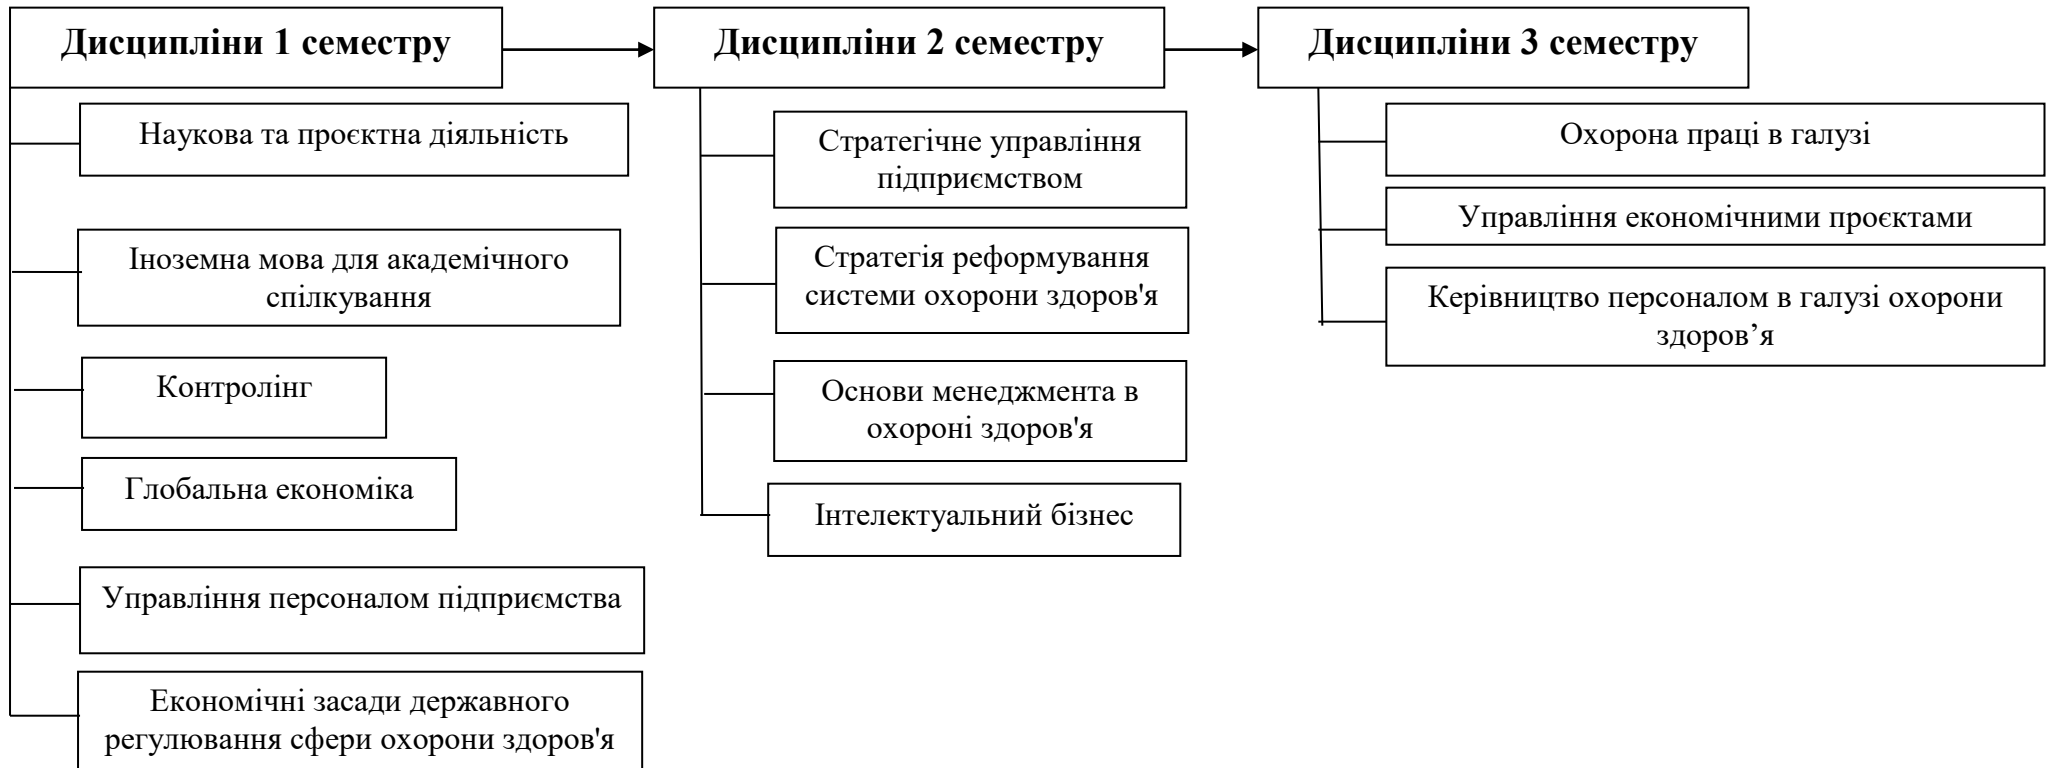 Дисципліни 1 семестру
Наукова та проєктна діяльність
Іноземна мова для академічного
спілкування
Контролінг
Глобальна економіка
Управління персоналом підприємства
Економічні засади державного
регулювання сфери охорони здоров'я
Дисципліни 2 семестру
Стратегічне управління
підприємством
Стратегія реформування
системи охорони здоров'я
Основи менеджмента в
охороні здоров'я
Інтелектуальний бізнес
Дисципліни 3 семестру
Охорона праці в галузі
Управління економічними проєктами
Керівництво персоналом в галузі охорони
здоров’я